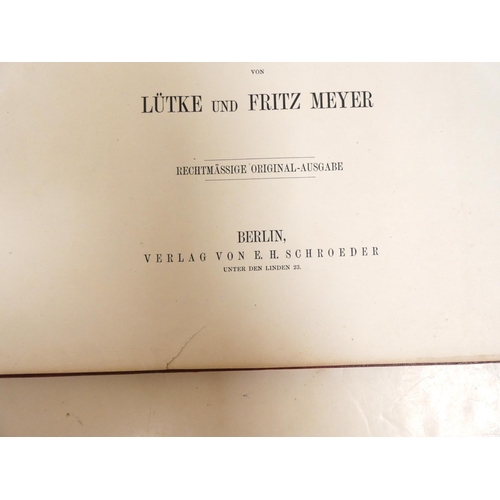 VON
LÜTKE UND FRITZ MEYER
RECHTMÄSSIGE ORIGINAL-AUSGABE
BERLIN,
VERLAG VON E. H. SCHROEDER
UNTER DEN LINDEN 23.